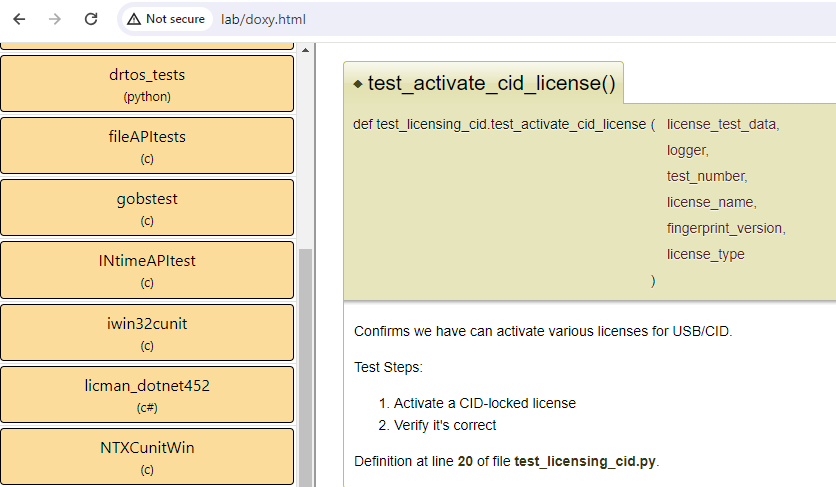 Not secure
lab/doxy.html
drtos_tests
(python)
fileAPItests
(c)
gobstest
(c)
INtimeAPItest
(c)
iwin32cunit
(c)
licman_dotnet452
(c#)
NTXCunitWin
(c)
◆ test_activate_cid_license()
def test_licensing_cid.test_activate_cid_license ( license_test_data,
logger,
test_number,
license_name,
fingerprint_version,
license_type
)
Confirms we have can activate various licenses for USB/CID.
Test Steps:
1. Activate a CID-locked license
2. Verify it's correct
Definition at line 20 of file test_licensing_cid.py.